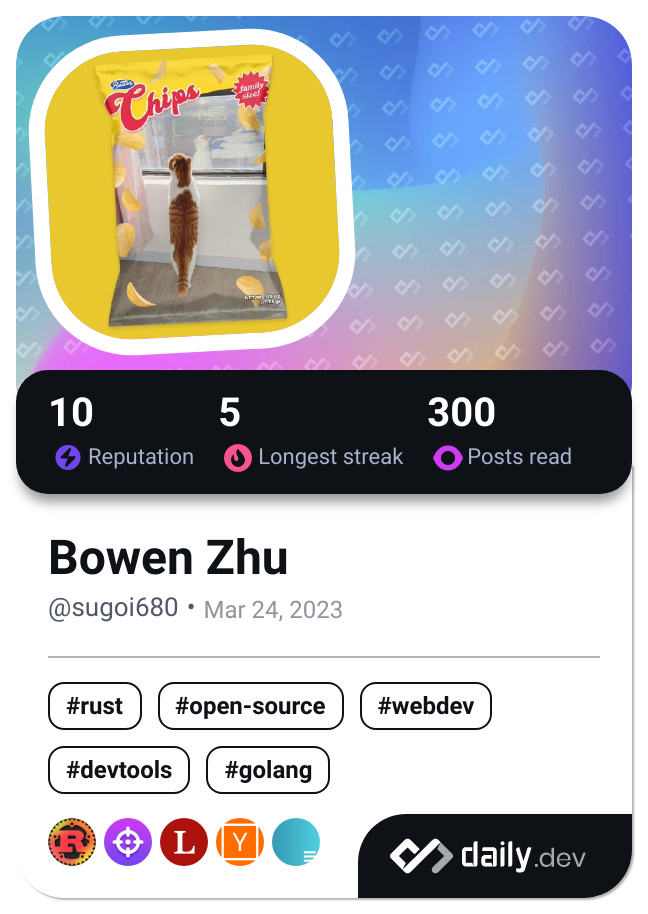 Chips
family
size!
10
5
300
Reputation
Longest streak
Posts read
Bowen Zhu
@sugoi680 • Mar 24, 2023
#rust
#open-source
#webdev
#devtools
#golang
R
L
Y
daily.dev